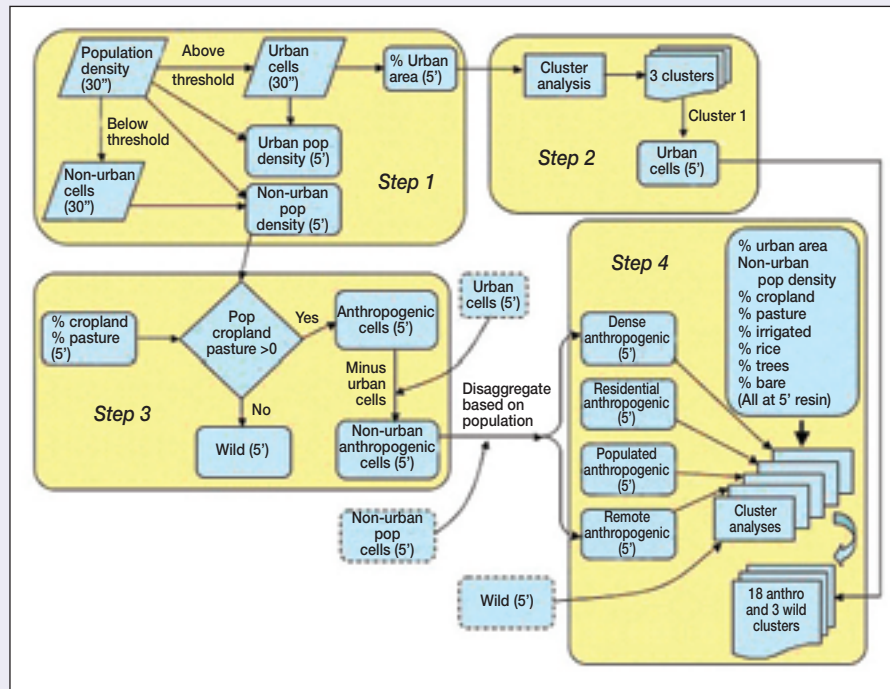 Population
density
(30")
Above
threshold
Urban
cells
(30")
% Urban
area (5')
Below
threshold
Urban pop
density (5')
Non-urban
cells
(30")
Non-urban
pop
density (5')
Step 1
Cluster
analysis
3 clusters
Cluster 1
Step 2
Urban
cells (5')
% cropland
% pasture
(5')
Pop
cropland
pasture >0
Yes
Anthropogenic
cells (5')
Urban
cells (5')
Minus
urban
cells
No
Step 3
Wild (5')
Non-urban
anthropogenic
cells (5')
Disaggregate
based on
population
Non-urban
pop
cells (5')
Step 4
% urban area
Non-urban
pop density
% cropland
% pasture
% irrigated
% rice
% trees
% bare
(All at 5' resin)
Dense
anthropogenic
(5')
Residential
anthropogenic
(5')
Populated
anthropogenic
(5')
Remote
anthropogenic
(5')
Cluster
analyses
Wild (5')
18 anthro
and 3 wild
clusters